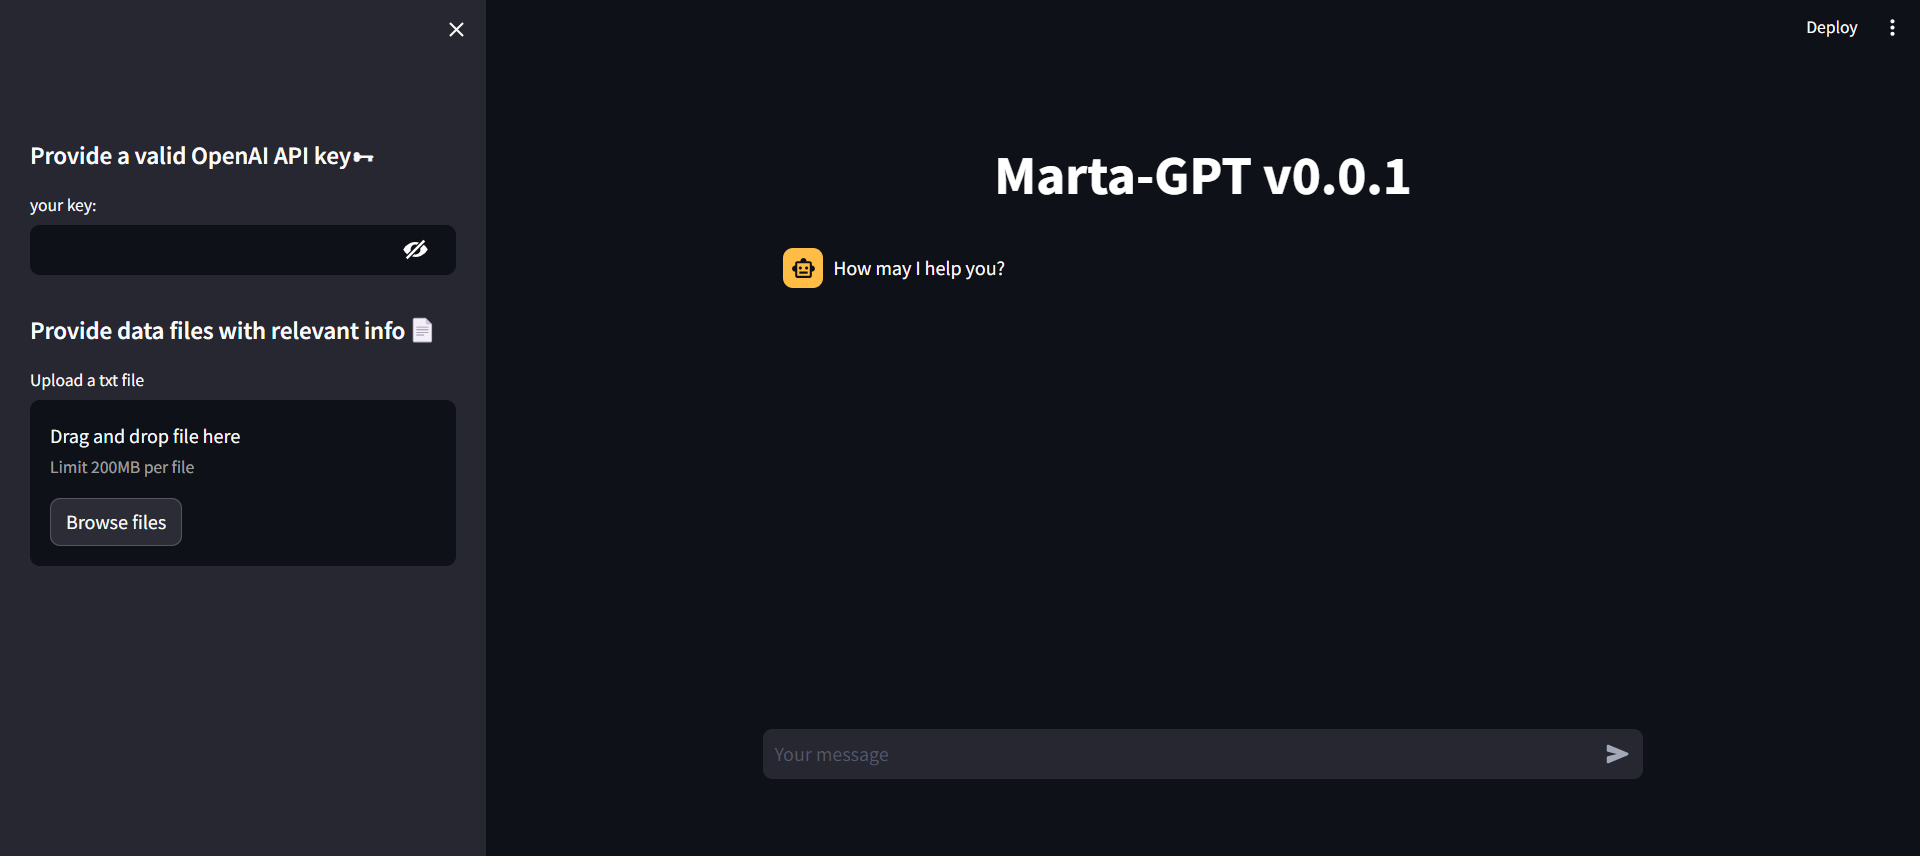 Provide a valid OpenAI API key
your key:
Provide data files with relevant info
Upload a txt file
Drag and drop file here
Limit 200MB per file
Browse files
Deploy
Marta-GPT v0.0.1
How may I help you?
Your message